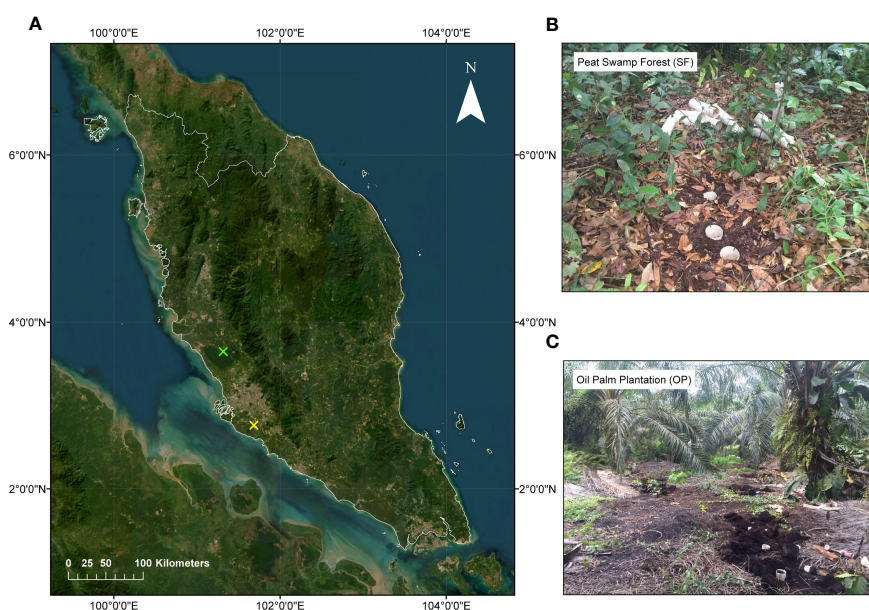 A
100°0'0"E 102°0'0"E 104°0'0"E
N
6°0'0"N 6°0'0"N
4°0'0"N 4°0'0"N
2°0'0"N 2°0'0"N
0 25 50 100 Kilometers
100°0'0"E 102°0'0"E 104°0'0"E
B
Peat Swamp Forest (SF)
C
Oil Palm Plantation (OP)